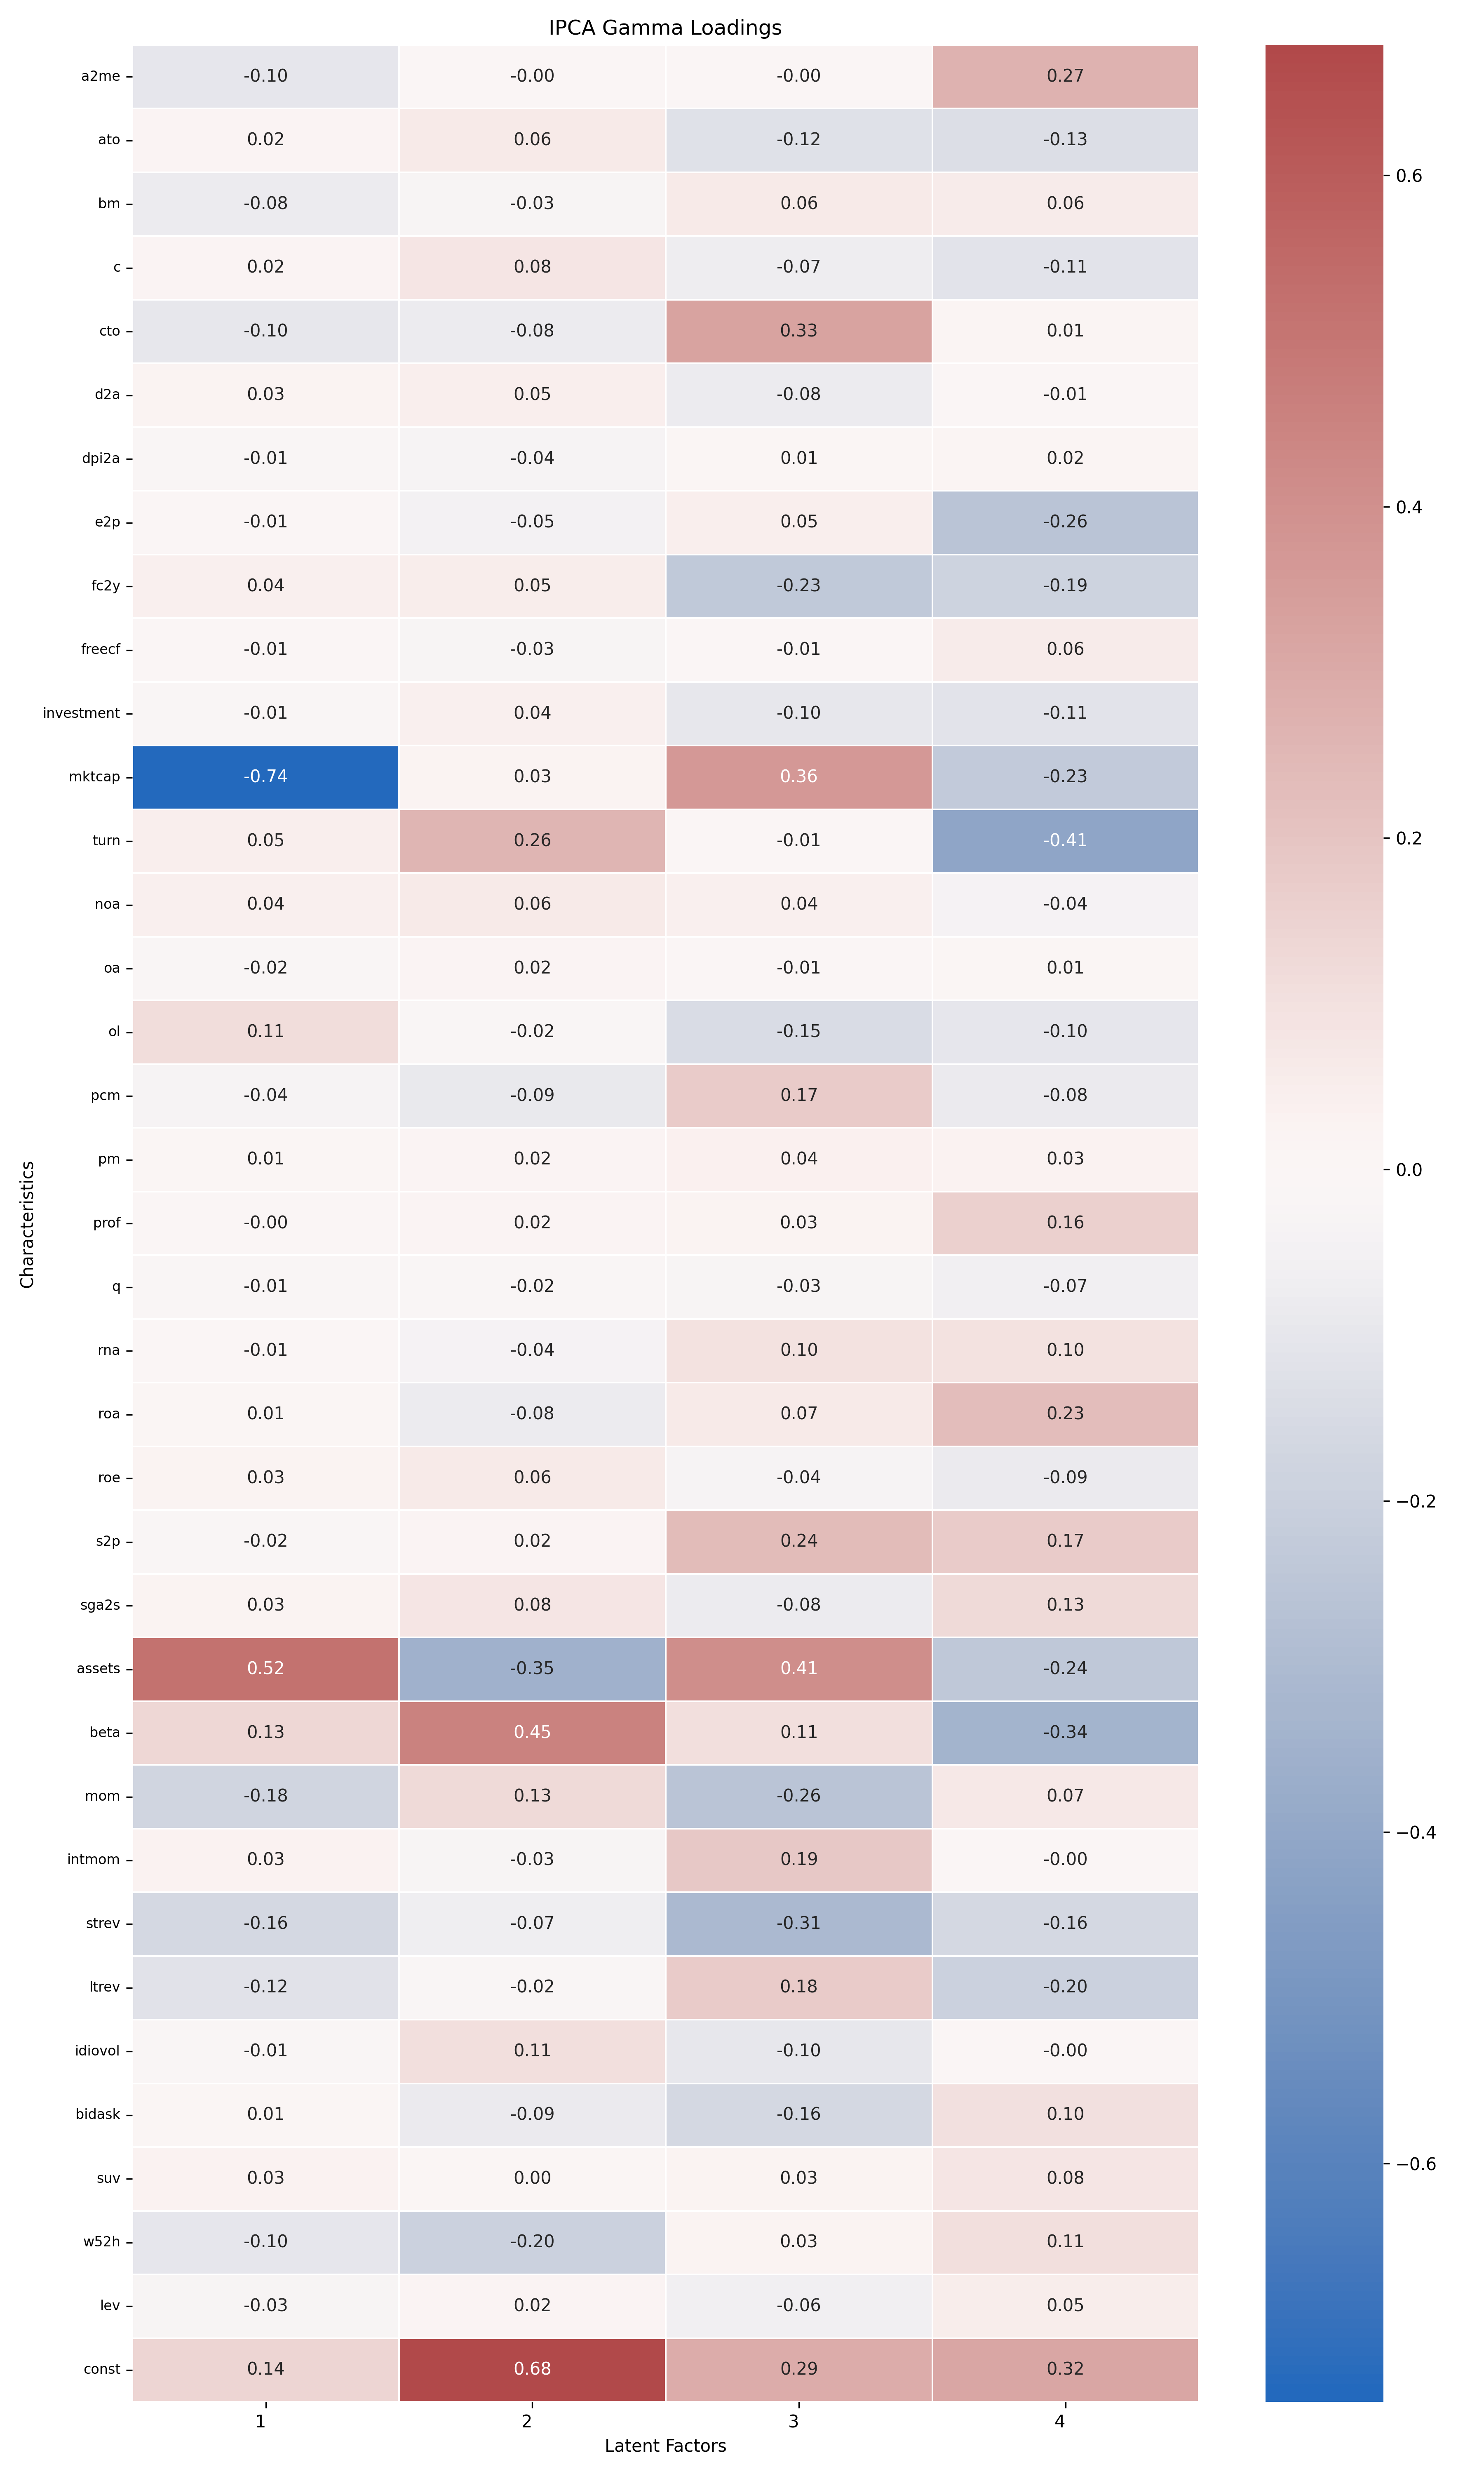 IPCA Gamma Loadings
a2me -0.10 -0.00 -0.00 0.27
ato 0.02 0.06 -0.12 -0.13
bm -0.08 -0.03 0.06 0.06
c 0.02 0.08 -0.07 -0.11
cto -0.10 -0.08 0.33 0.01
d2a 0.03 0.05 -0.08 -0.01
dpi2a -0.01 -0.04 0.01 0.02
e2p -0.01 -0.05 0.05 -0.26
fc2y 0.04 0.05 -0.23 -0.19
freecf -0.01 -0.03 -0.01 0.06
investment -0.01 0.04 -0.10 -0.11
mktcap -0.74 0.03 0.36 -0.23
turn 0.05 0.26 -0.01 -0.41
noa 0.04 0.06 0.04 -0.04
oa -0.02 0.02 -0.01 0.01
ol 0.11 -0.02 -0.15 -0.10
pcm -0.04 -0.09 0.17 -0.08
pm 0.01 0.02 0.04 0.03
prof -0.00 0.02 0.03 0.16
q -0.01 -0.02 -0.03 -0.07
rna -0.01 -0.04 0.10 0.10
roa 0.01 -0.08 0.07 0.23
roe 0.03 0.06 -0.04 -0.09
s2p -0.02 0.02 0.24 0.17
sga2s 0.03 0.08 -0.08 0.13
assets 0.52 -0.35 0.41 -0.24
beta 0.13 0.45 0.11 -0.34
mom -0.18 0.13 -0.26 0.07
intmom 0.03 -0.03 0.19 -0.00
strev -0.16 -0.07 -0.31 -0.16
ltrev -0.12 -0.02 0.18 -0.20
idiovol -0.01 0.11 -0.10 -0.00
bidask 0.01 -0.09 -0.16 0.10
suv 0.03 0.00 0.03 0.08
w52h -0.10 -0.20 0.03 0.11
lev -0.03 0.02 -0.06 0.05
const 0.14 0.68 0.29 0.32
1 2 3 4
Latent Factors
Characteristics
0.6
0.4
0.2
0.0
−0.2
−0.4
−0.6